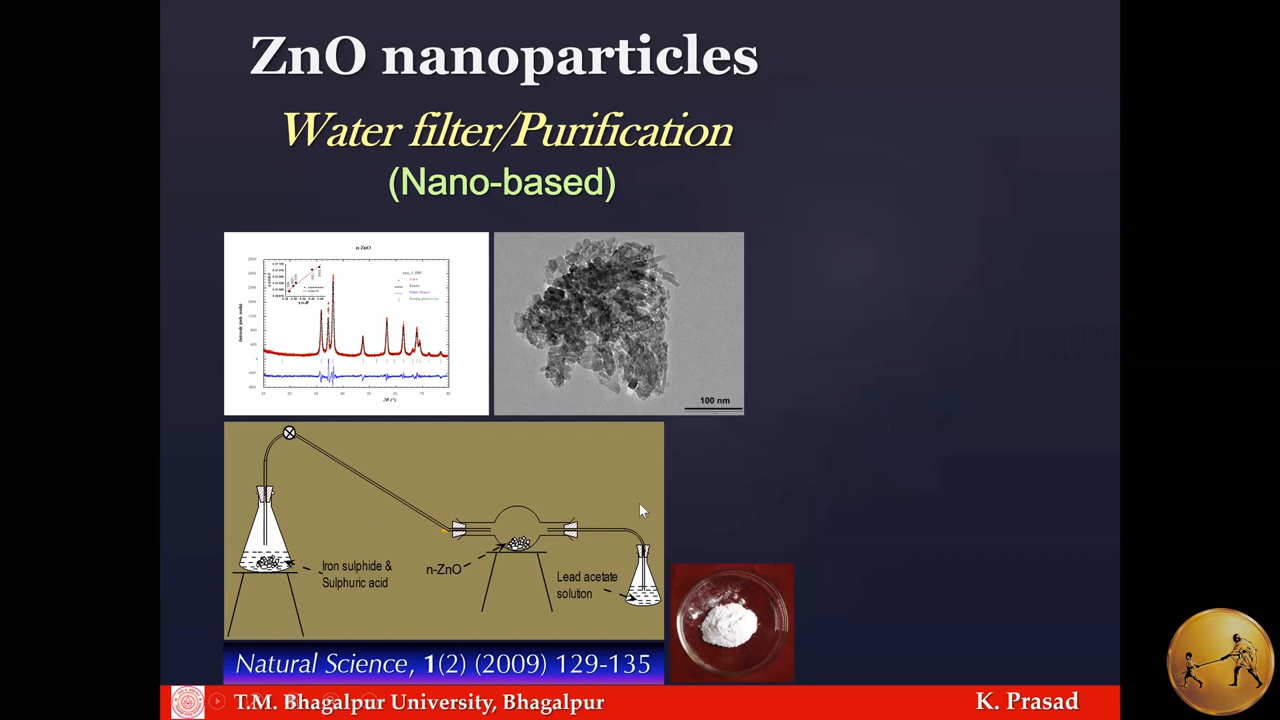 ZnO nanoparticles
Water filter/Purification
(Nano-based)
n-ZnO
100 nm
Iron sulphide &
Sulphuric acid
n-ZnO
Lead acetate
solution
Natural Science, 1(2) (2009) 129-135
T.M. Bhagalpur University, Bhagalpur
K. Prasad